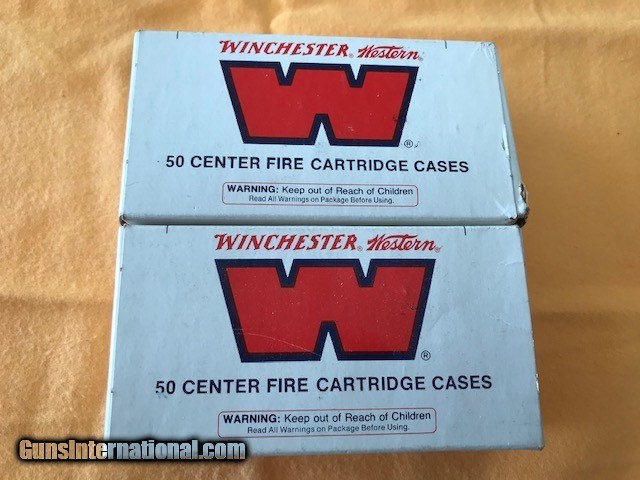 WINCHESTER® Western®
W®
50 CENTER FIRE CARTRIDGE CASES
WARNING: Keep out of Reach of Children
Read All Warnings on Package Before Using.
WINCHESTER® Western®
W®
50 CENTER FIRE CARTRIDGE CASES
WARNING: Keep out of Reach of Children
Read All Warnings on Package Before Using.
GunsInternational.com